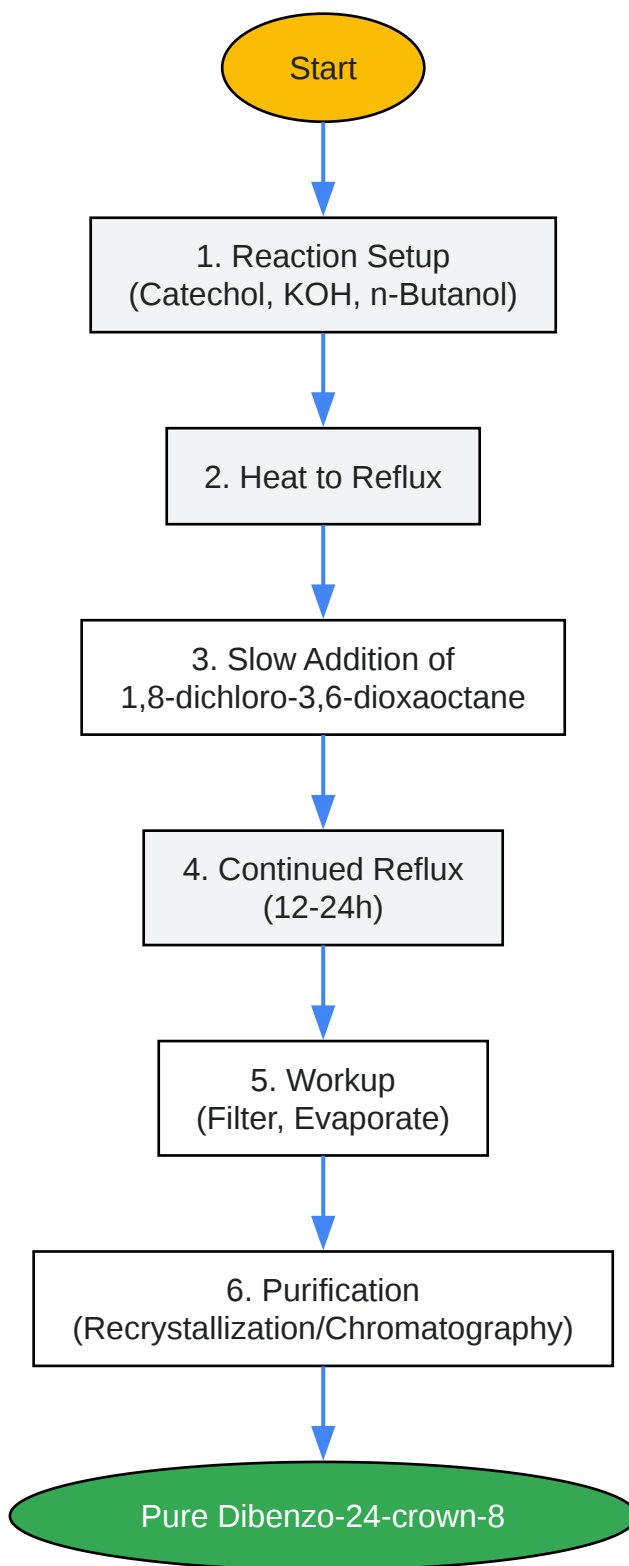 Start
1. Reaction Setup
(Catechol, KOH, n-Butanol)
2. Heat to Reflux
3. Slow Addition of
1,8-dichloro-3,6-dioxaoctane
4. Continued Reflux
(12-24h)
5. Workup
(Filter, Evaporate)
6. Purification
(Recrystallization/Chromatography)
Pure Dibenzo-24-crown-8